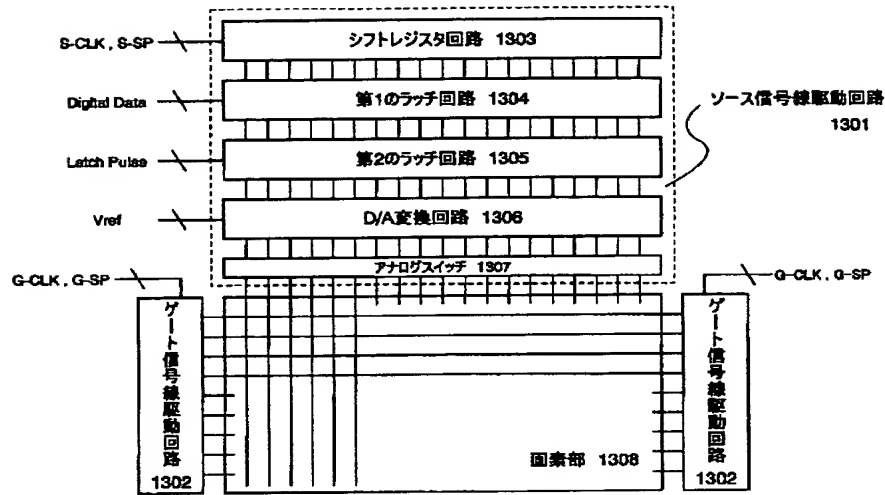 S-CLK , S-SP
シフトレジスタ回路 1303
Digital Data
第1のラッチ回路 1304
ソース信号線駆動回路
1301
Latch Pulse
第2のラッチ回路 1305
Vref
D/A変換回路 1306
アナログスイッチ 1307
G-CLK , G-SP
G-CLK , G-SP
ゲート信号線駆動回路
1302
画素部 1308
ゲート信号線駆動回路
1302